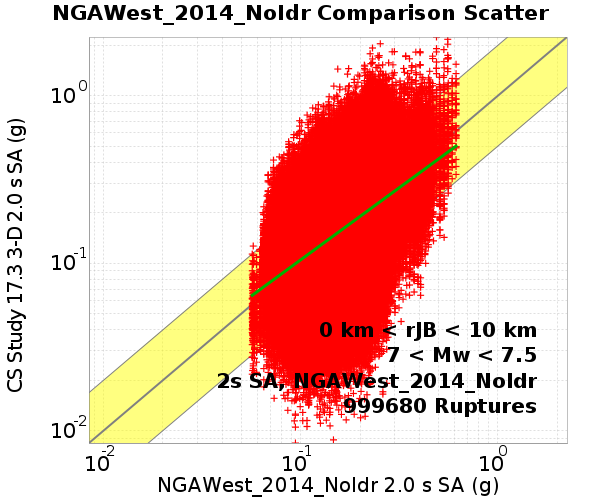 NGAWest_2014_NoIdr Comparison Scatter
CS Study 17.3 3-D 2.0 s SA (g)
10^0
10^-1
10^-2
0 km < rJB < 10 km
7 < Mw < 7.5
2s SA, NGAWest_2014_NoIdr
999680 Ruptures
10^-2 10^-1 10^0
NGAWest_2014_NoIdr 2.0 s SA (g)